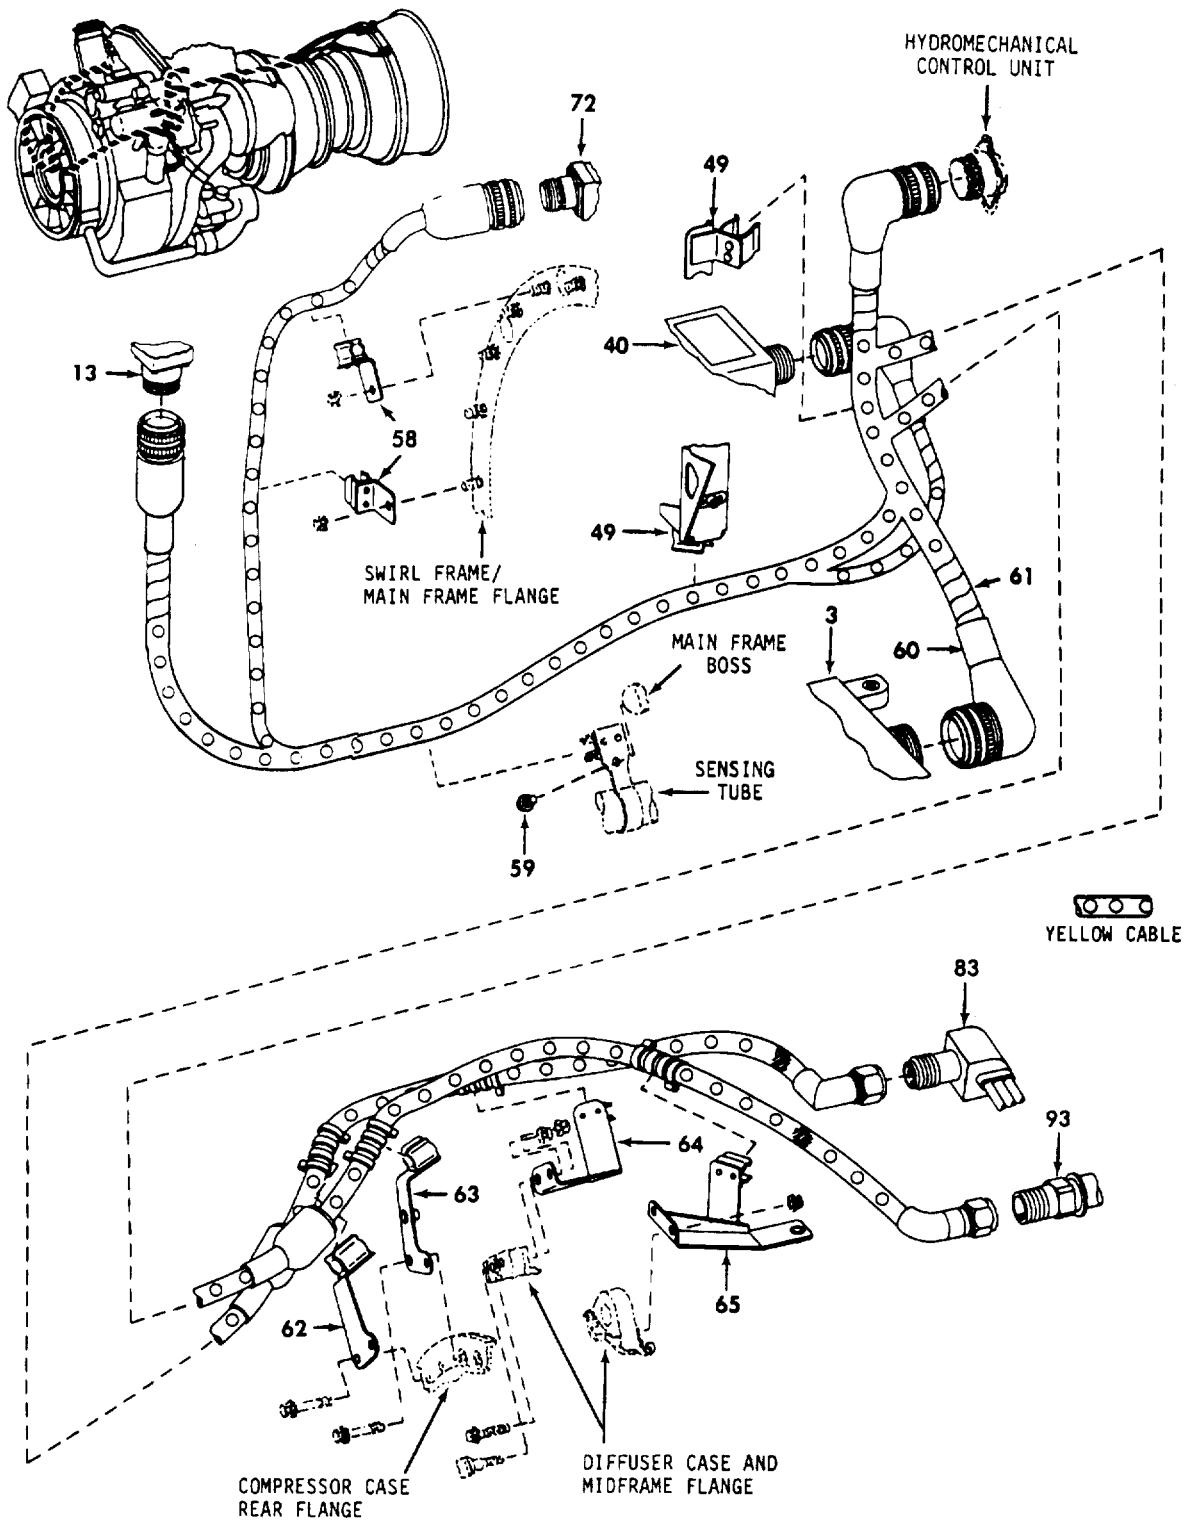 HYDROMECHANICAL
CONTROL UNIT
72
49
40
13
58
49
SWIRL FRAME/
MAIN FRAME FLANGE
61
3
60
MAIN FRAME
BOSS
SENSING
TUBE
59
YELLOW CABLE
83
93
64
63
65
62
DIFFUSER CASE AND
MIDFRAME FLANGE
COMPRESSOR CASE
REAR FLANGE